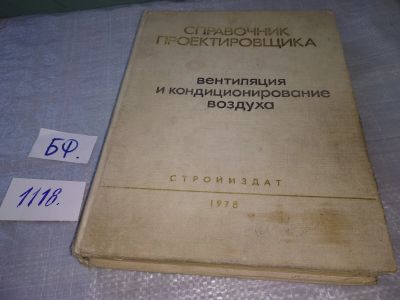 СПРАВОЧНИК
ПРОЕКТИРОВЩИКА
вентиляция
и кондиционирование
воздуха
СТРОЙИЗДАТ
1978
БФ.
1118.